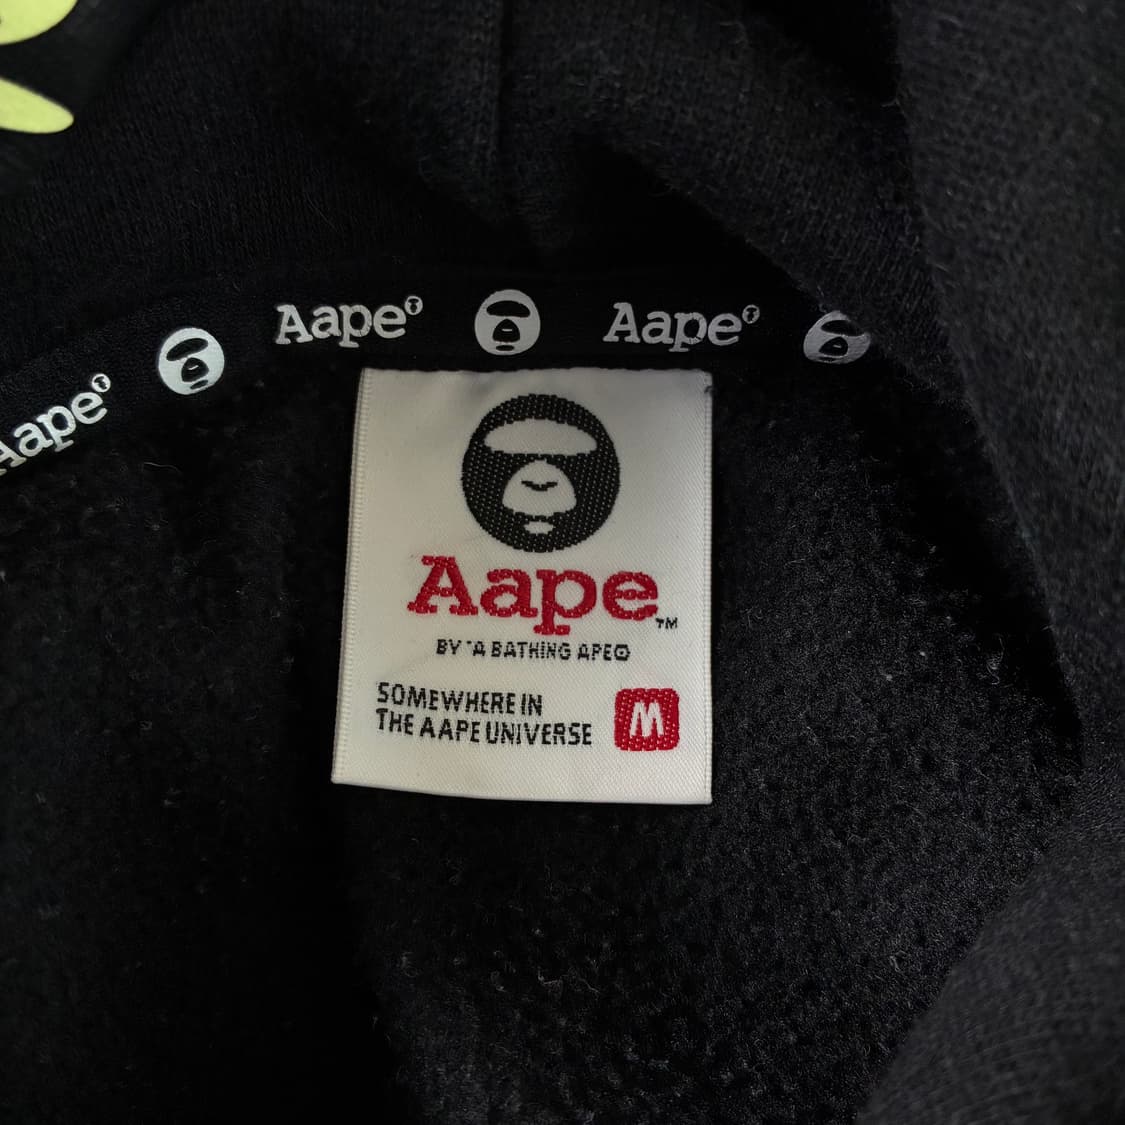 Aape Aape Aape
Aape TM
BY *A BATHING APE®
SOMEWHERE IN
THE AAPE UNIVERSE
M